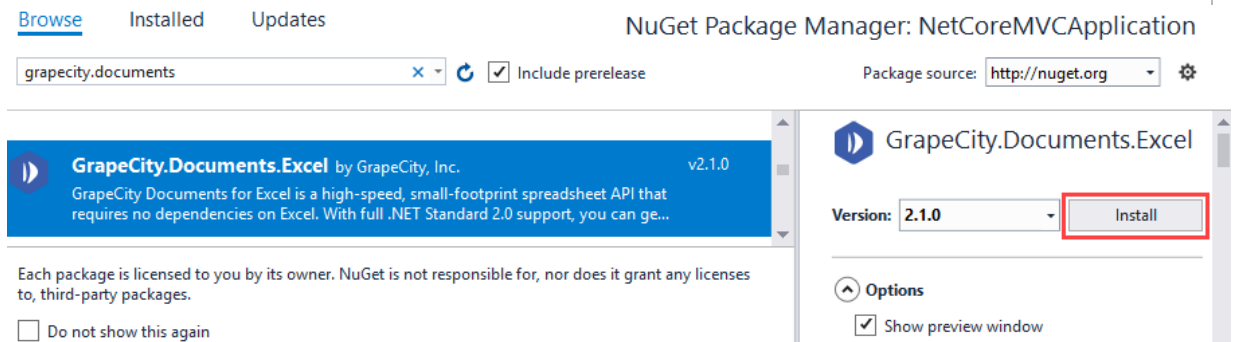 Browse Installed Updates NuGet Package Manager: NetCoreMVCApplication
grapecity.documents Include prerelease Package source: http://nuget.org
GrapeCity.Documents.Excel by GrapeCity, Inc. v2.1.0
GrapeCity Documents for Excel is a high-speed, small-footprint spreadsheet API that
requires no dependencies on Excel. With full .NET Standard 2.0 support, you can ge...
Each package is licensed to you by its owner. NuGet is not responsible for, nor does it grant any licenses
to, third-party packages.
Do not show this again
GrapeCity.Documents.Excel
Version: 2.1.0 Install
Options
Show preview window